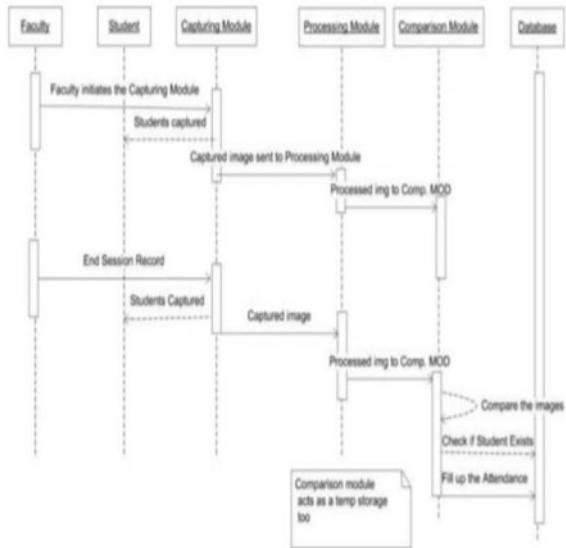 Faculty
Student
Capturing Module
Processing Module
Comparison Module
Database
Faculty initiates the Capturing Module
Students captured
Captured image sent to Processing Module
Processed img to Comp. MOD
End Session Record
Students Captured
Captured image
Processed img to Comp. MOD
Compare the images
Check if Student Exists
Fill up the Attendance
Comparison module
acts as a temp storage
too